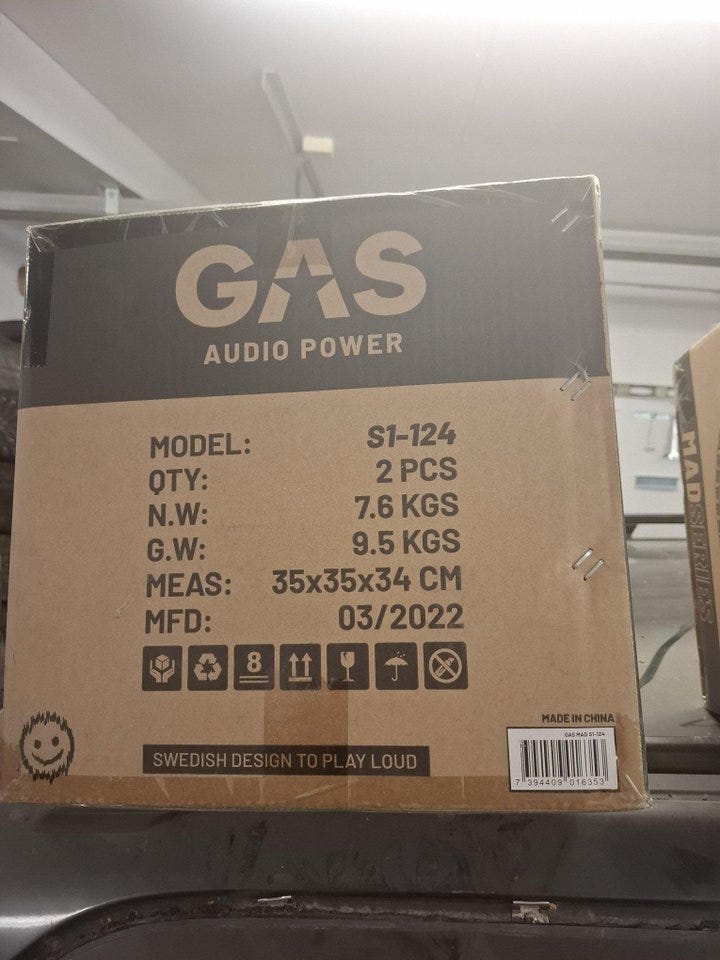 GAS
AUDIO POWER
MODEL: S1-124
QTY: 2 PCS
N.W: 7.6 KGS
G.W: 9.5 KGS
MEAS: 35x35x34 CM
MFD: 03/2022
8
MADE IN CHINA
GAS MAD S1-124
7 394409 016353
SWEDISH DESIGN TO PLAY LOUD
MAD SERIES